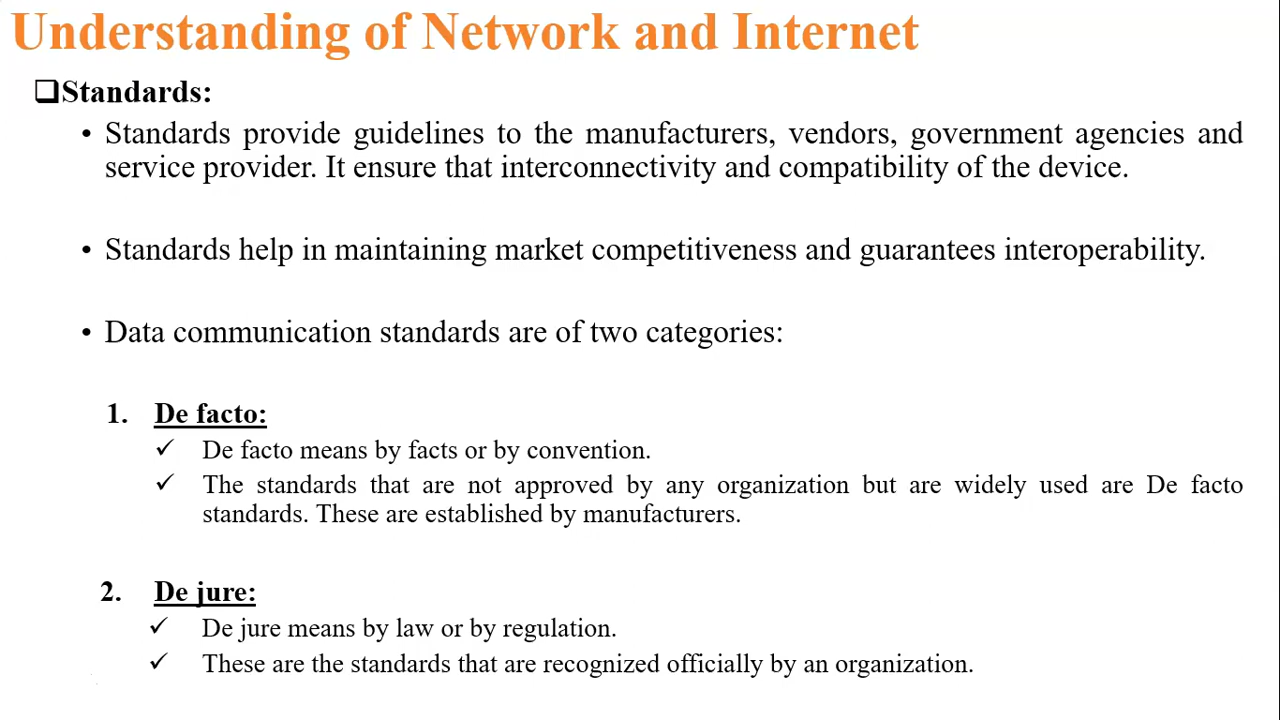 Understanding of Network and Internet
❑Standards:
• Standards provide guidelines to the manufacturers, vendors, government agencies and
service provider. It ensure that interconnectivity and compatibility of the device.
• Standards help in maintaining market competitiveness and guarantees interoperability.
• Data communication standards are of two categories:
1. De facto:
✓ De facto means by facts or by convention.
✓ The standards that are not approved by any organization but are widely used are De facto
standards. These are established by manufacturers.
2. De jure:
✓ De jure means by law or by regulation.
✓ These are the standards that are recognized officially by an organization.